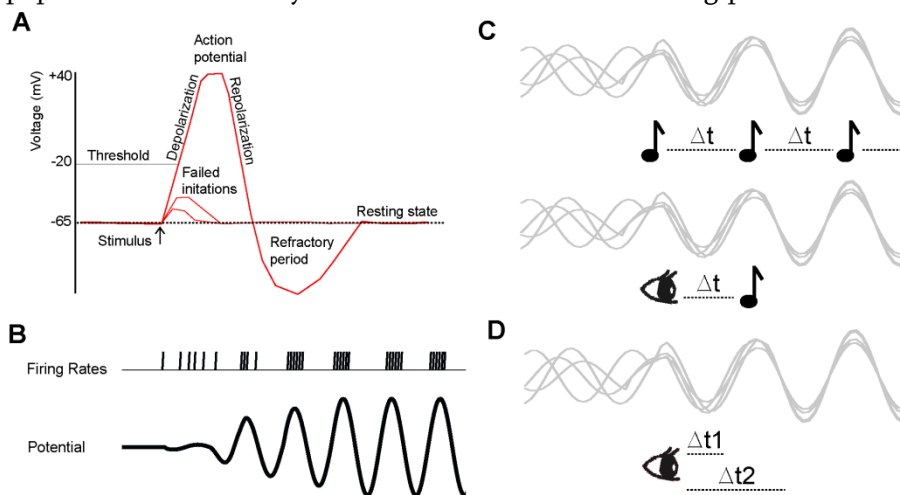 A
Action
potential
+40
Voltage (mV)
Depolarization
Repolarization
-20
Threshold
Failed
initations
-65
Resting state
Stimulus
Refractory
period
B
Firing Rates
Potential
C
Δt
Δt
Δt
D
Δt1
Δt2